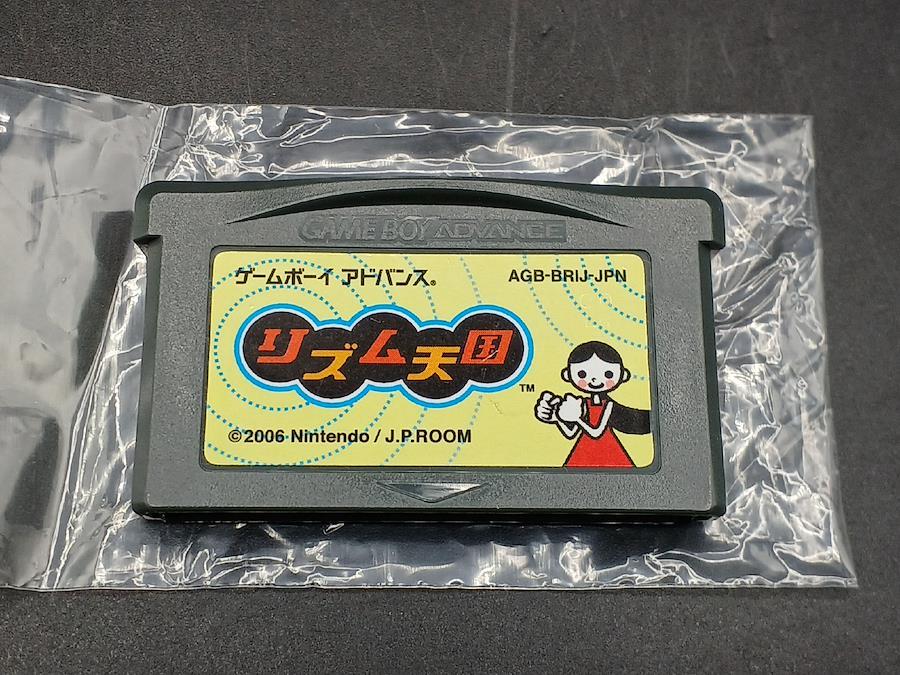 GAME BOY ADVANCE
ゲームボーイ アドバンス®
AGB-BRIJ-JPN
リズム天国
TM
©2006 Nintendo / J.P.ROOM